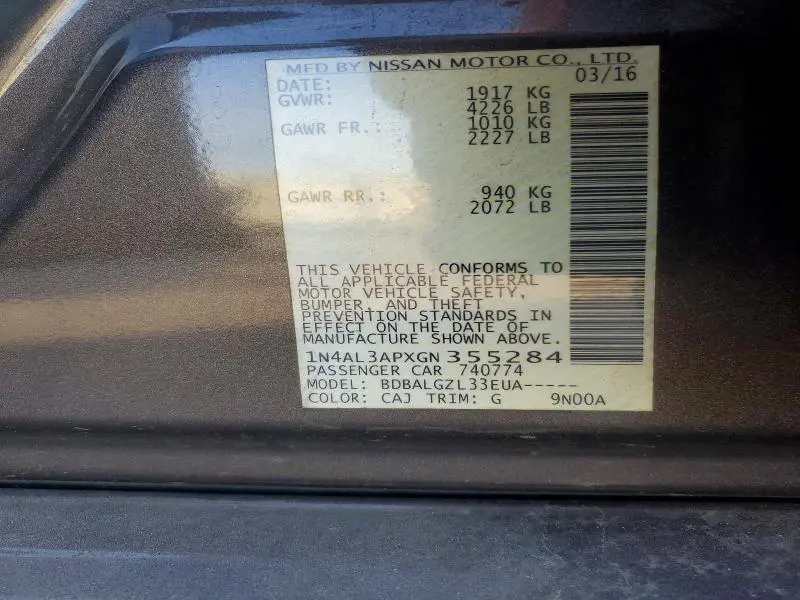 MFD BY NISSAN MOTOR CO., LTD.
DATE: 03/16
GVWR: 1917 KG
4226 LB
GAWR FR.: 1010 KG
2227 LB
GAWR RR.: 940 KG
2072 LB
THIS VEHICLE CONFORMS TO
ALL APPLICABLE FEDERAL
MOTOR VEHICLE SAFETY,
BUMPER, AND THEFT
PREVENTION STANDARDS IN
EFFECT ON THE DATE OF
MANUFACTURE SHOWN ABOVE.
1N4AL3APXGN355284
PASSENGER CAR 740774
MODEL: BDBALGZL33EUA-----
COLOR: CAJ TRIM: G 9N00A